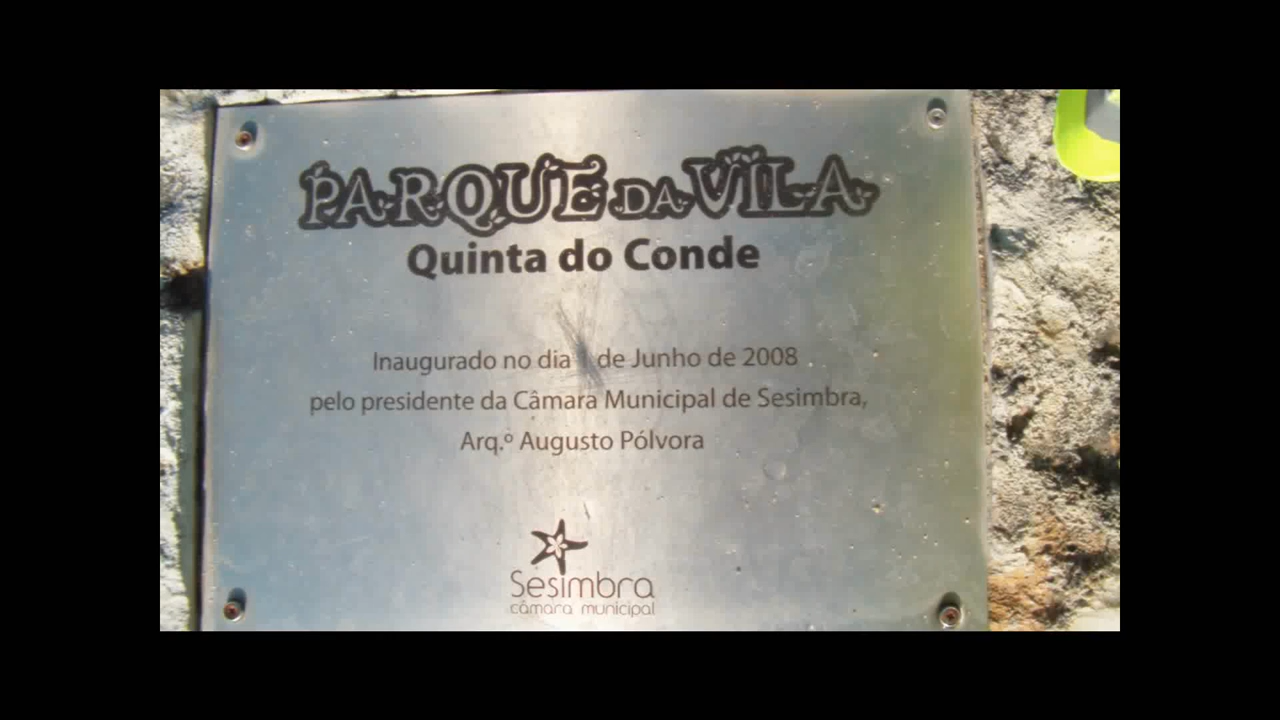 PARQUE DA VILA
Quinta do Conde
Inaugurado no dia 1 de Junho de 2008
pelo presidente da Câmara Municipal de Sesimbra,
Arq.º Augusto Pólvora
Sesimbra
câmara municipal